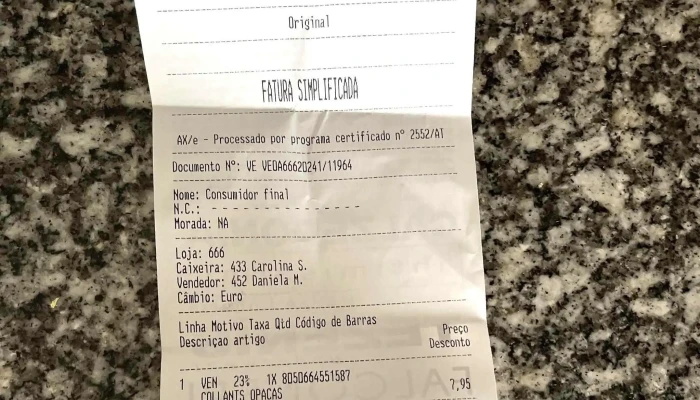 Original
FATURA SIMPLIFICADA
AX/e - Processado por programa certificado nº 2552/AT
Documento Nº: VE VE0A66620241/11964
Nome: Consumidor final
N.C.: - - - - - - - - - - - - - - -
Morada: NA
Loja: 666
Caixeira: 433 Carolina S.
Vendedor: 452 Daniela M.
Câmbio: Euro
Linha Motivo Taxa Qtd Código de Barras Preço
Descriçao artigo Desconto
1 VEN 23% 1X 8050664551587 7,95
COLLANTS OPACAS